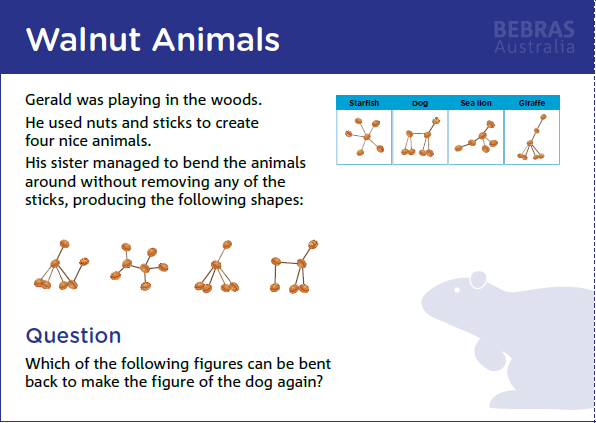 Walnut Animals
BEBRAS
Australia
Gerald was playing in the woods.
He used nuts and sticks to create
four nice animals.
His sister managed to bend the animals
around without removing any of the
sticks, producing the following shapes:
Starfish Dog Sea lion Giraffe
Question
Which of the following figures can be bent
back to make the figure of the dog again?